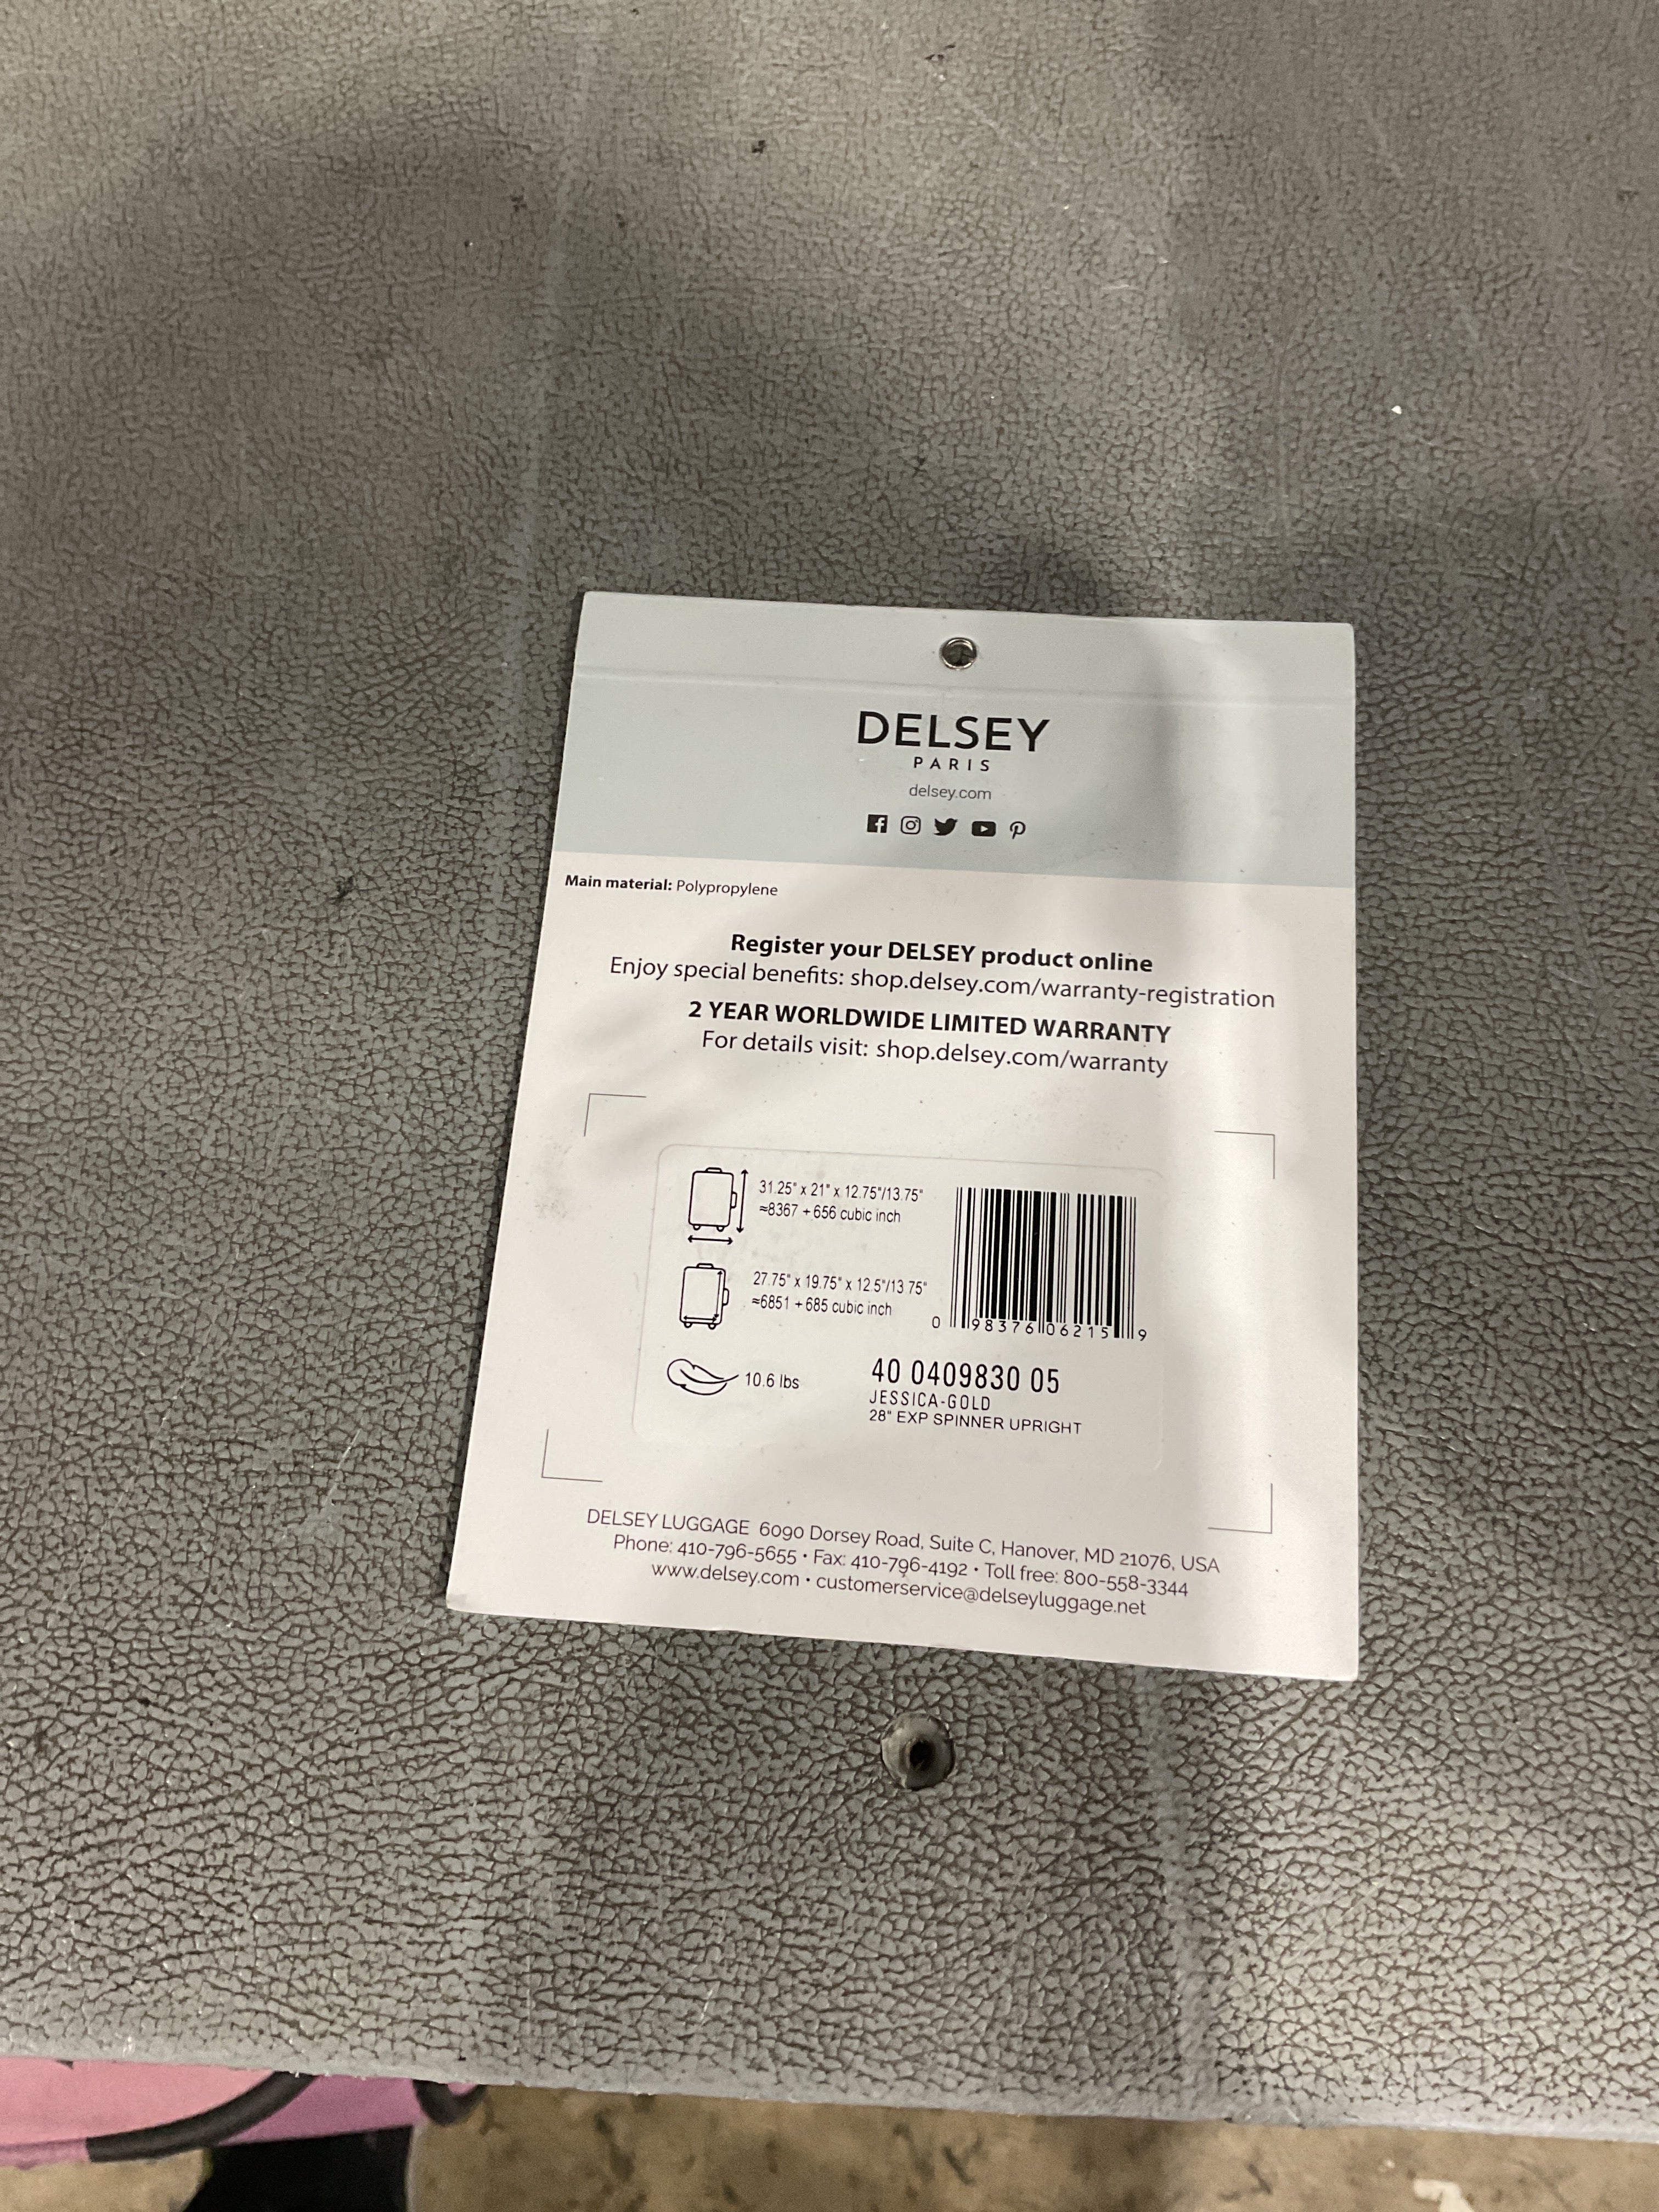 DELSEY
PARIS
delsey.com
Main material: Polypropylene
Register your DELSEY product online
Enjoy special benefits: shop.delsey.com/warranty-registration
2 YEAR WORLDWIDE LIMITED WARRANTY
For details visit: shop.delsey.com/warranty
31.25" x 21" x 12.75"/13.75"
≈8367 + 656 cubic inch
27.75" x 19.75" x 12.5"/13.75"
≈6851 + 685 cubic inch
0 98376 06215 9
10.6 lbs
40 0409830 05
JESSICA-GOLD
28" EXP SPINNER UPRIGHT
DELSEY LUGGAGE 6090 Dorsey Road, Suite C, Hanover, MD 21076, USA
Phone: 410-796-5655 • Fax: 410-796-4192 • Toll free: 800-558-3344
www.delsey.com • customerservice@delseyluggage.net